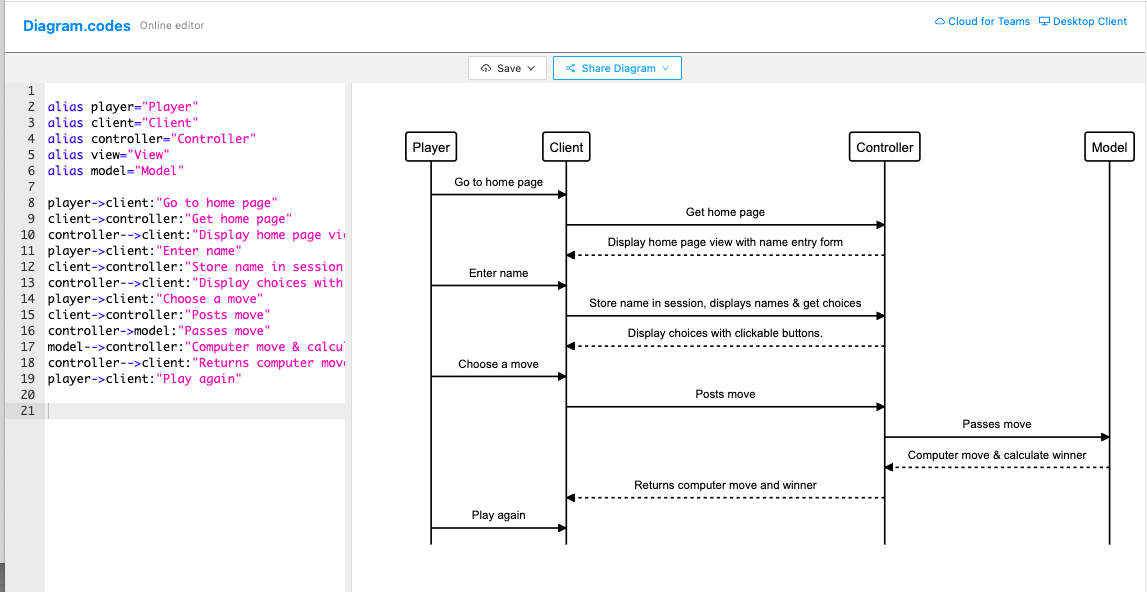 Diagram.codes Online editor
Cloud for Teams Desktop Client
Save Share Diagram
1
2 alias player="Player"
3 alias client="Client"
4 alias controller="Controller"
5 alias view="View"
6 alias model="Model"
7
8 player->client:"Go to home page"
9 client->controller:"Get home page"
10 controller-->client:"Display home page vi
11 player->client:"Enter name"
12 client->controller:"Store name in session
13 controller-->client:"Display choices with
14 player->client:"Choose a move"
15 client->controller:"Posts move"
16 controller->model:"Passes move"
17 model-->controller:"Computer move & calcu
18 controller-->client:"Returns computer mov
19 player->client:"Play again"
20
21
Player Client Controller Model
Go to home page
Get home page
Display home page view with name entry form
Enter name
Store name in session, displays names & get choices
Display choices with clickable buttons.
Choose a move
Posts move
Passes move
Computer move & calculate winner
Returns computer move and winner
Play again